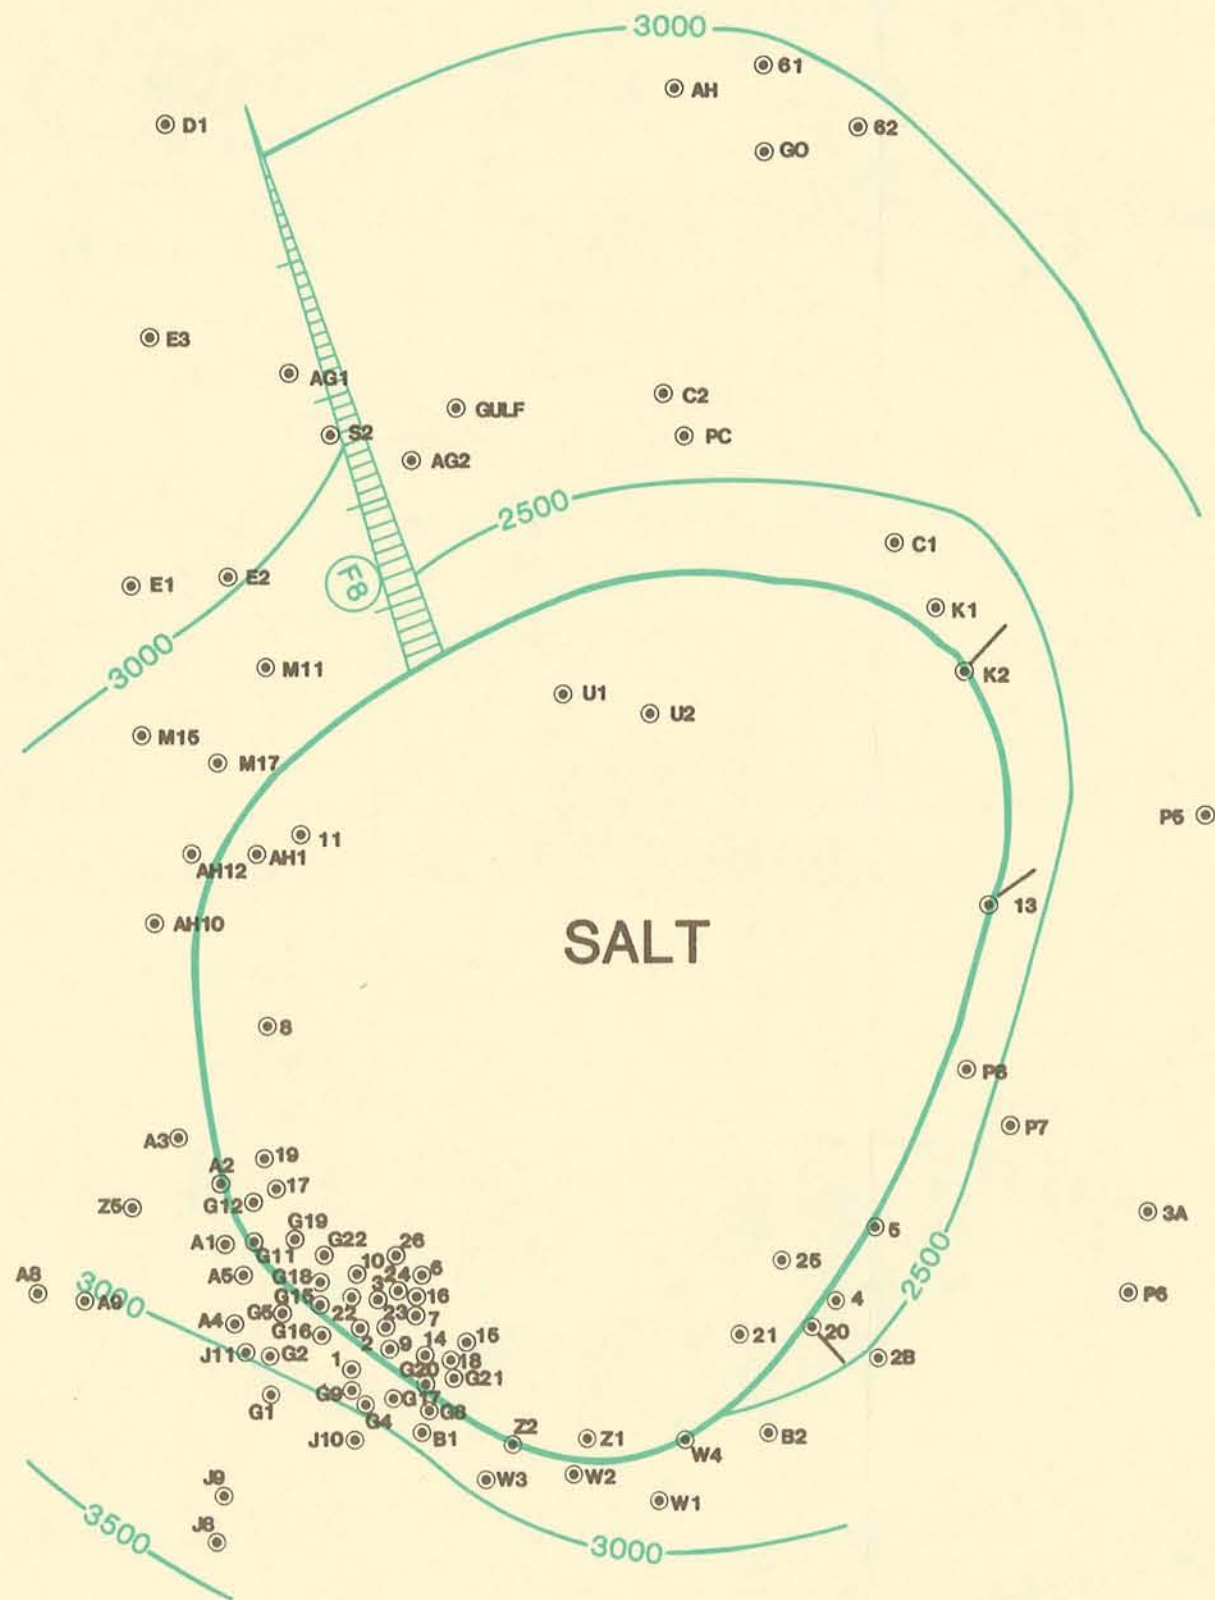 3000
61
AH
D1
62
GO
E3
AG1
C2
GULF
S2
PC
AG2
2500
C1
E1
E2
F8
K1
3000
M11
K2
U1
U2
M15
M17
P5
11
AH12
AH1
13
AH10
SALT
8
P8
P7
A3
19
A2
17
G12
Z5
3A
G19
5
A1
G11
G22
26
25
2500
A8
A5
10
6
G18
24
3
3000
A9
G15
16
4
P6
G5
22
23
7
A4
G16
2
20
21
15
9
14
J11
G2
18
2B
1
G20
G21
G9
G17
G1
G4
G8
J10
B1
Z2
Z1
W4
B2
J9
W3
W2
W1
3500
J8
3000